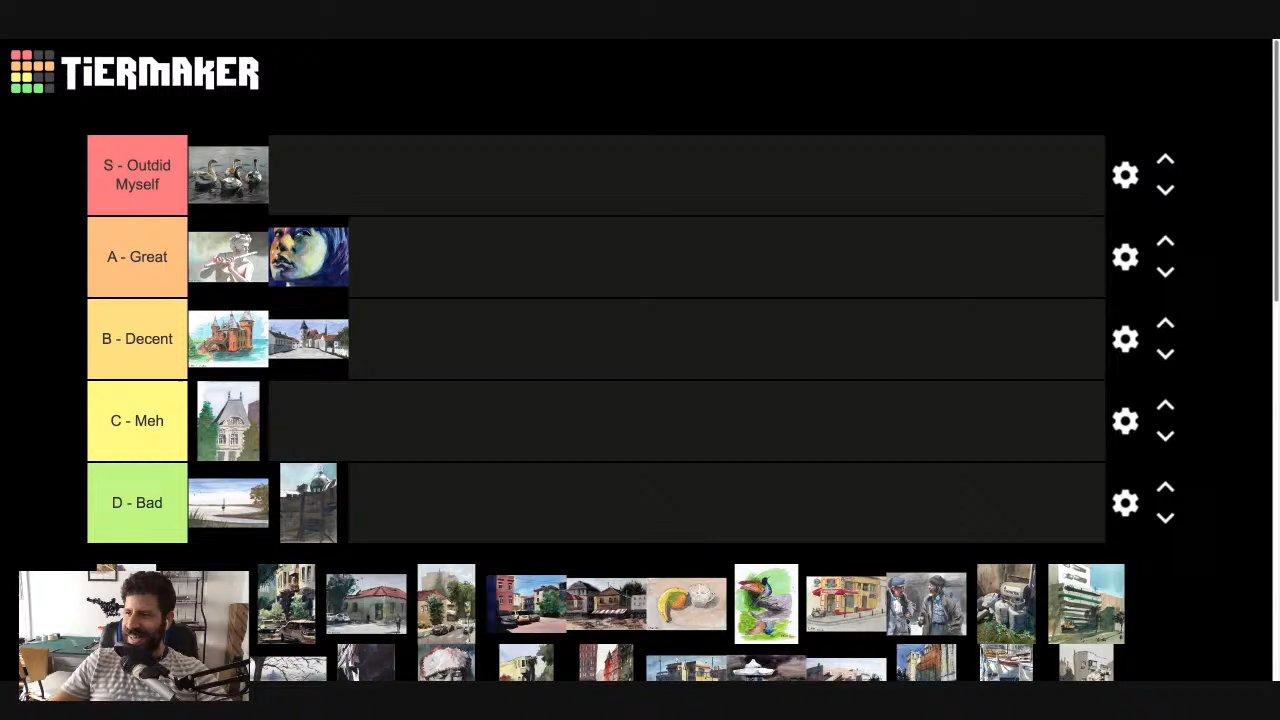 TiERMAKER
S - Outdid
Myself
A - Great
B - Decent
C - Meh
D - Bad